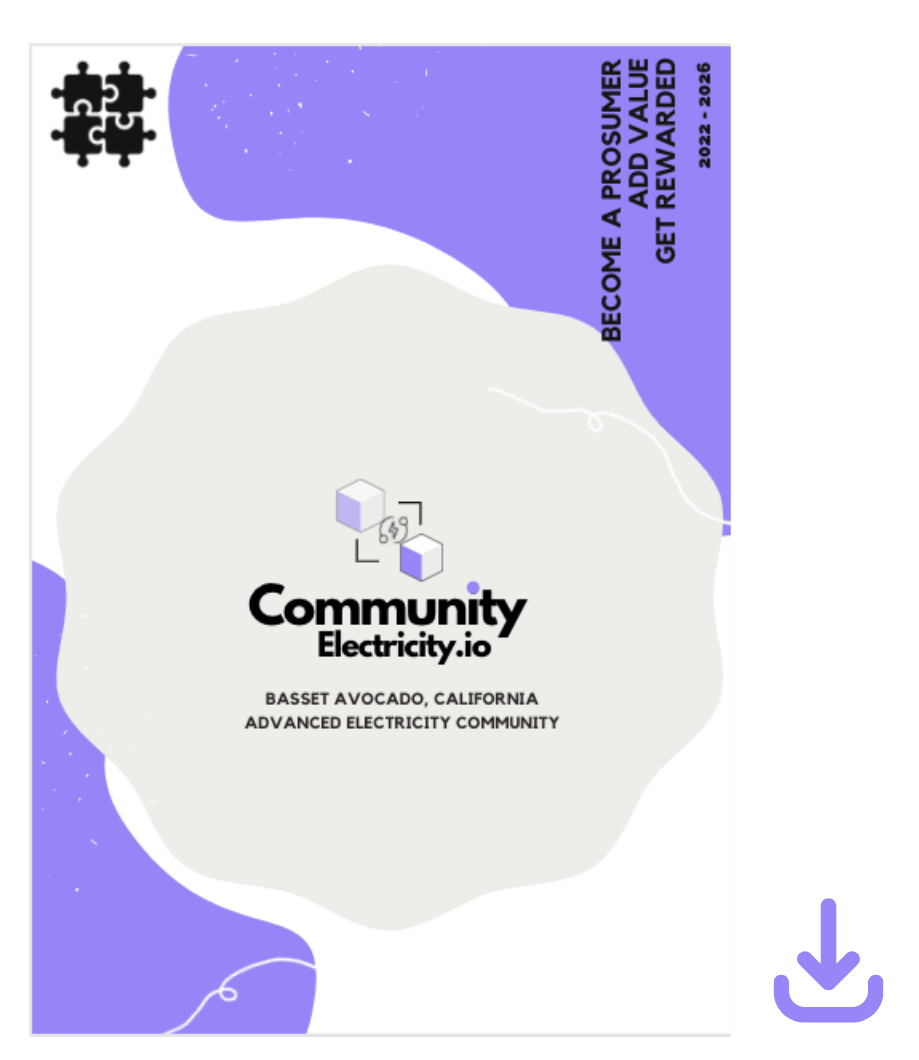 BECOME A PROSUMER
ADD VALUE
GET REWARDED
2022 - 2026
Community
Electricity.io
BASSET AVOCADO, CALIFORNIA
ADVANCED ELECTRICITY COMMUNITY